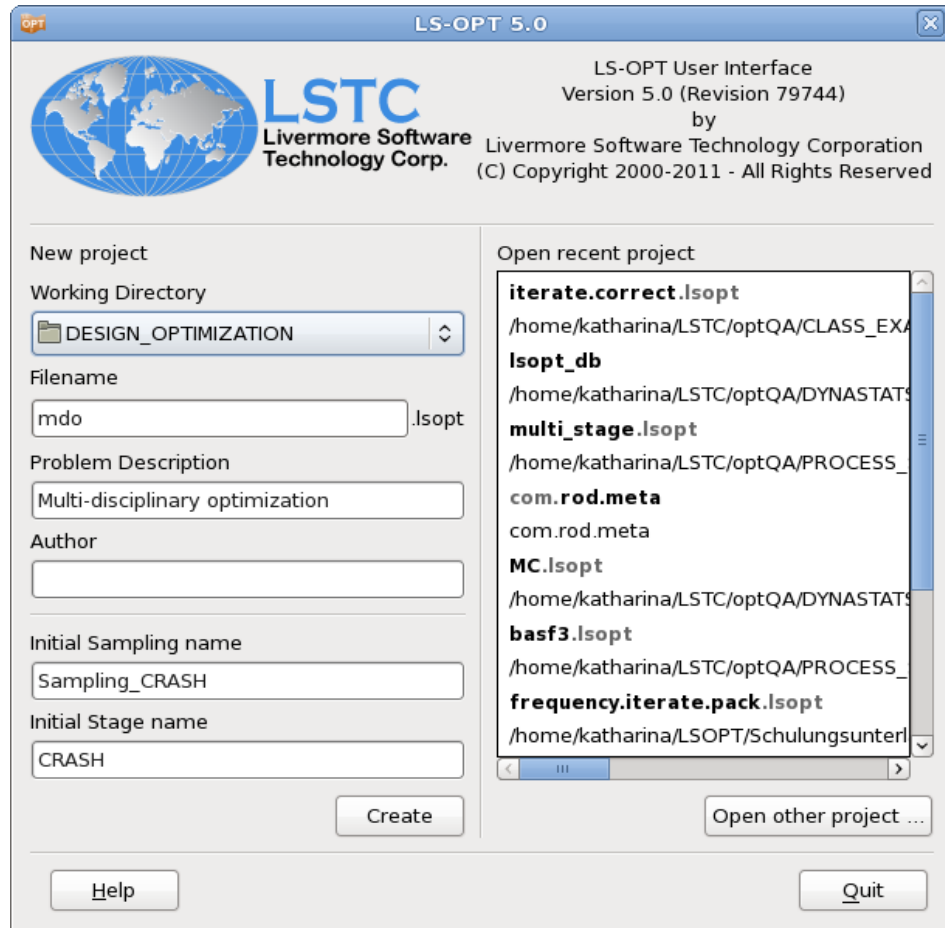 OPT
LS-OPT 5.0
LSTC
Livermore Software
Technology Corp.
LS-OPT User Interface
Version 5.0 (Revision 79744)
by
Livermore Software Technology Corporation
(C) Copyright 2000-2011 - All Rights Reserved
New project
Working Directory
DESIGN_OPTIMIZATION
Filename
mdo
.lsopt
Problem Description
Multi-disciplinary optimization
Author
Initial Sampling name
Sampling_CRASH
Initial Stage name
CRASH
Create
Open recent project
iterate.correct.lsopt
/home/katharina/LSTC/optQA/CLASS_EXA
lsopt_db
/home/katharina/LSTC/optQA/DYNASTATS
multi_stage.lsopt
/home/katharina/LSTC/optQA/PROCESS_
com.rod.meta
com.rod.meta
MC.lsopt
/home/katharina/LSTC/optQA/DYNASTATS
basf3.lsopt
/home/katharina/LSTC/optQA/PROCESS_
frequency.iterate.pack.lsopt
/home/katharina/LSOPT/Schulungsunterl
Open other project ...
Help
Quit